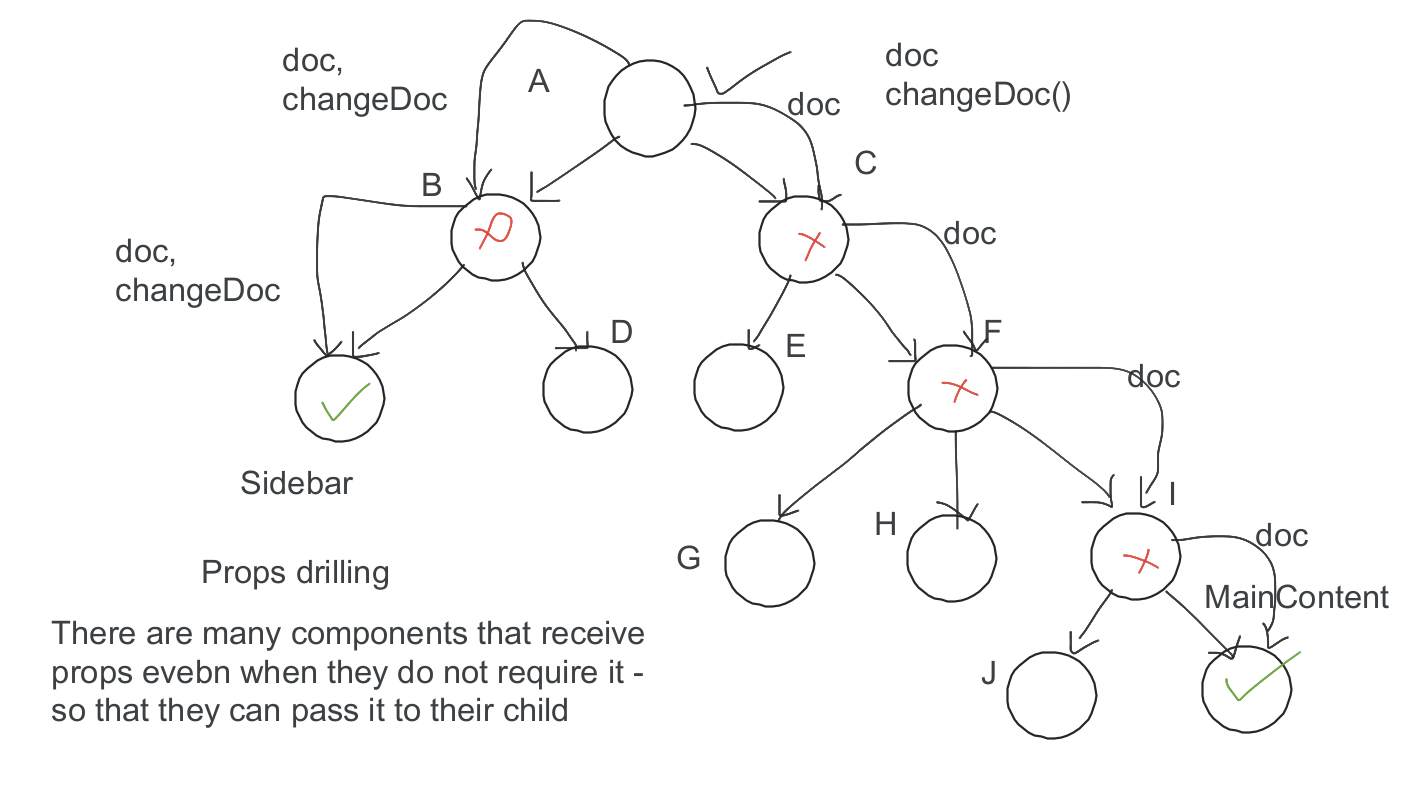 doc,
changeDoc
A
doc
changeDoc()
doc
B
C
doc,
changeDoc
doc
D
E
F
doc
Sidebar
I
H
G
doc
Props drilling
MainContent
There are many components that receive
props evebn when they do not require it -
so that they can pass it to their child
J